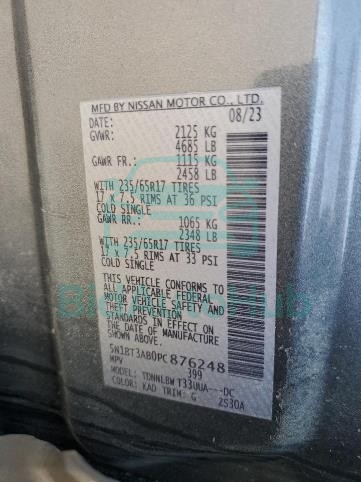 MFD BY NISSAN MOTOR CO., LTD.
DATE: 08/23
GVWR: 2125 KG
4685 LB
GAWR FR.: 1115 KG
2458 LB
WITH 235/65R17 TIRES
17 x 7.5 RIMS AT 36 PSI
COLD SINGLE
GAWR RR.: 1065 KG
2348 LB
WITH 235/65R17 TIRES
17 x 7.5 RIMS AT 33 PSI
COLD SINGLE
THIS VEHICLE CONFORMS TO
ALL APPLICABLE FEDERAL
MOTOR VEHICLE SAFETY AND
THEFT PREVENTION
STANDARDS IN EFFECT ON
THE DATE OF MANUFACTURE
SHOWN ABOVE.
5N1BT3AB0PC876248
MPV 399
MODEL: TDNNLBW T33UUA---DC
COLOR: KAD TRIM: G 2S30A